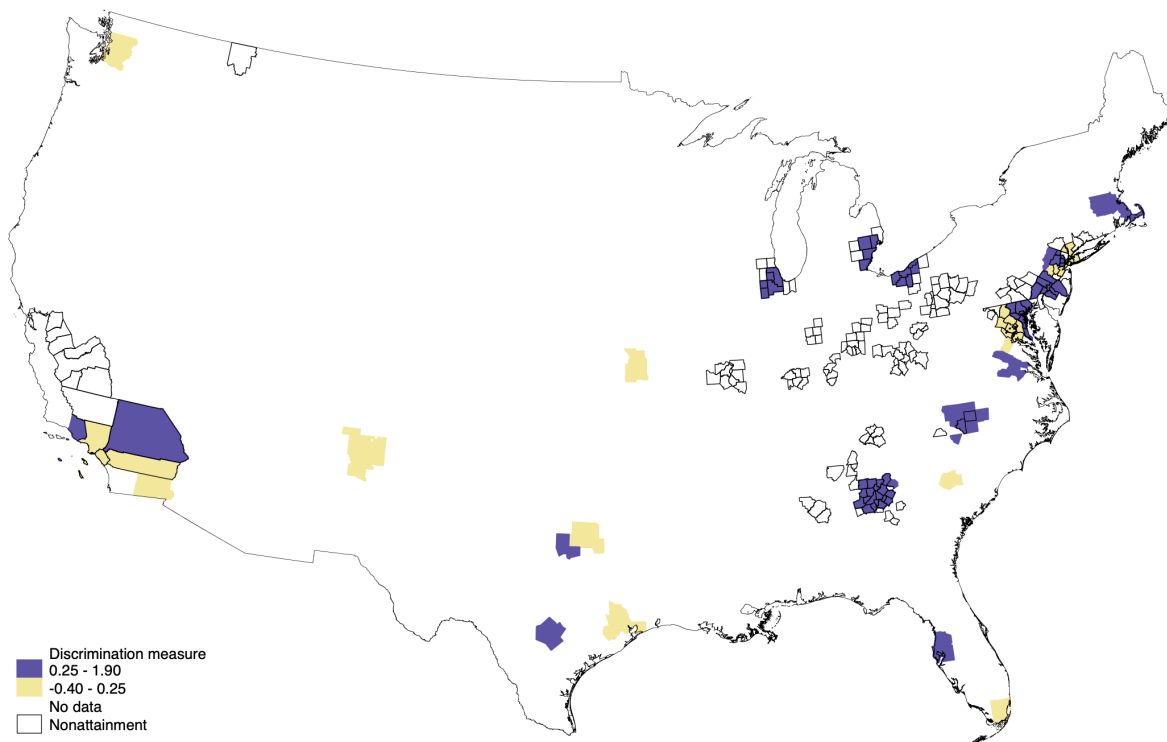 Discrimination measure
0.25 - 1.90
-0.40 - 0.25
No data
Nonattainment